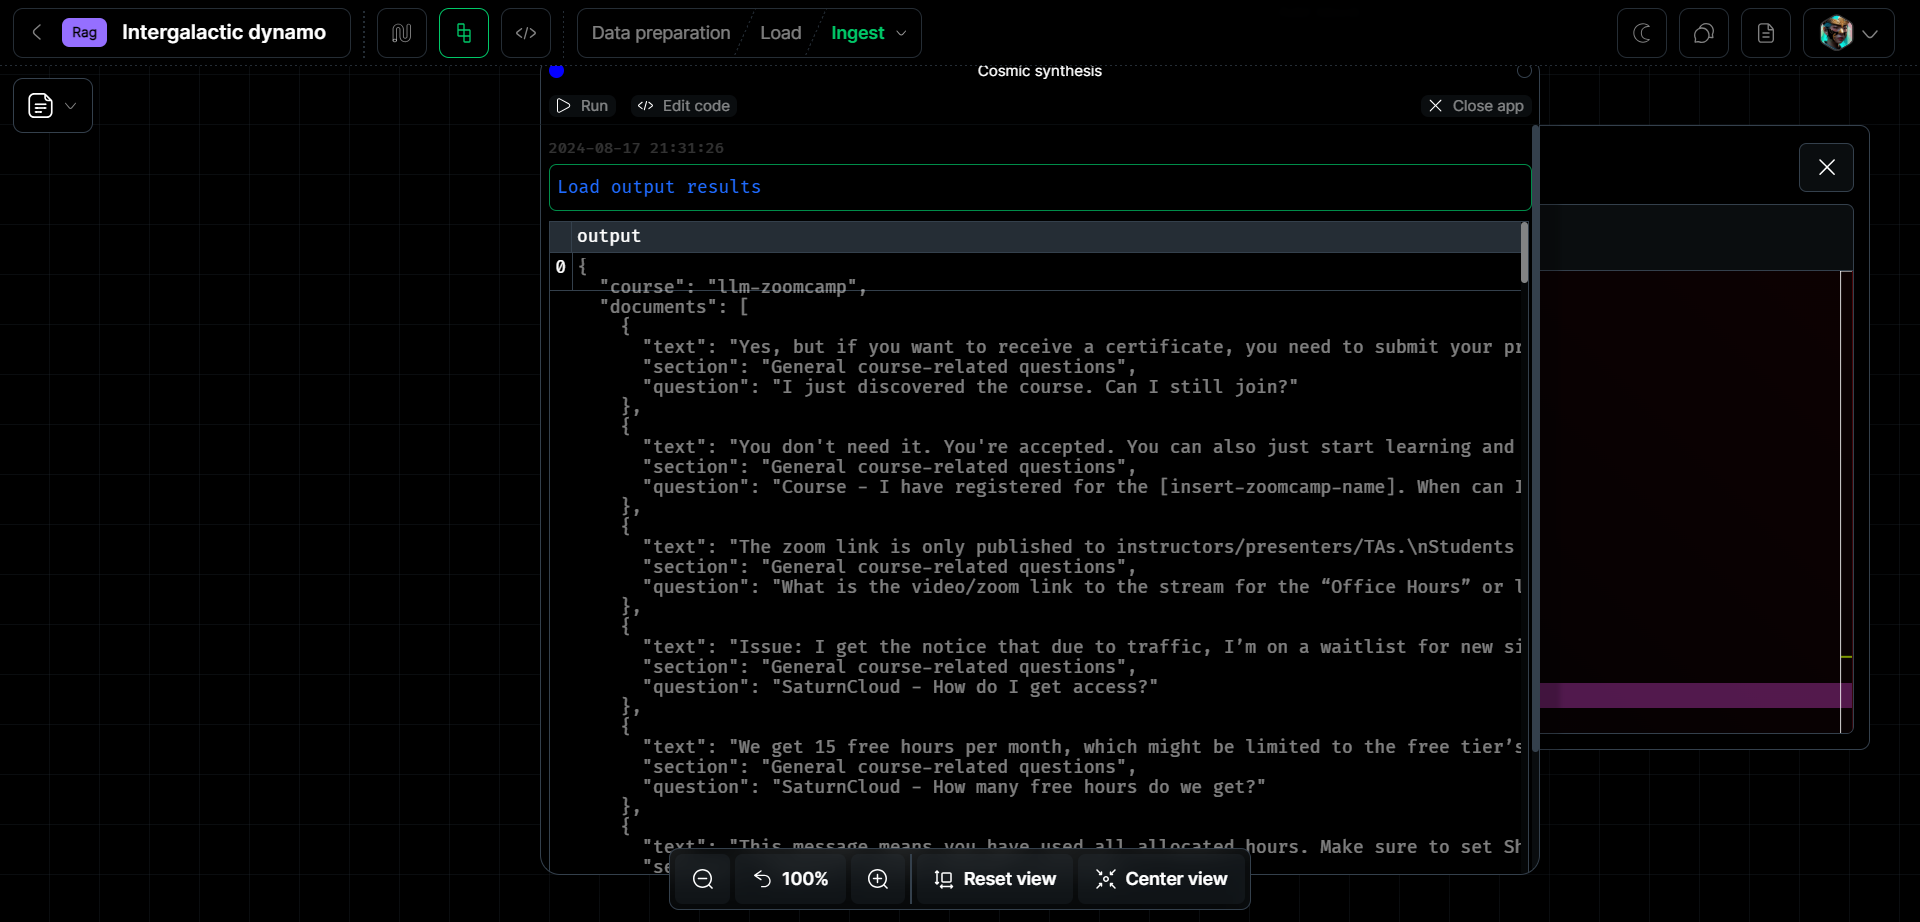 Rag Intergalactic dynamo Data preparation Load Ingest
Cosmic synthesis
Run Edit code Close app
2024-08-17 21:31:26
Load output results
output
0 {
"course": "llm-zoomcamp",
"documents": [
{
"text": "Yes, but if you want to receive a certificate, you need to submit your pr
"section": "General course-related questions",
"question": "I just discovered the course. Can I still join?"
},
{
"text": "You don't need it. You're accepted. You can also just start learning and
"section": "General course-related questions",
"question": "Course - I have registered for the [insert-zoomcamp-name]. When can I
},
{
"text": "The zoom link is only published to instructors/presenters/TAs.\nStudents
"section": "General course-related questions",
"question": "What is the video/zoom link to the stream for the “Office Hours” or l
},
{
"text": "Issue: I get the notice that due to traffic, I’m on a waitlist for new si
"section": "General course-related questions",
"question": "SaturnCloud - How do I get access?"
},
{
"text": "We get 15 free hours per month, which might be limited to the free tier’s
"section": "General course-related questions",
"question": "SaturnCloud - How many free hours do we get?"
},
{
"text": "This message means you have used all allocated hours. Make sure to set Sh
"se
100% Reset view Center view